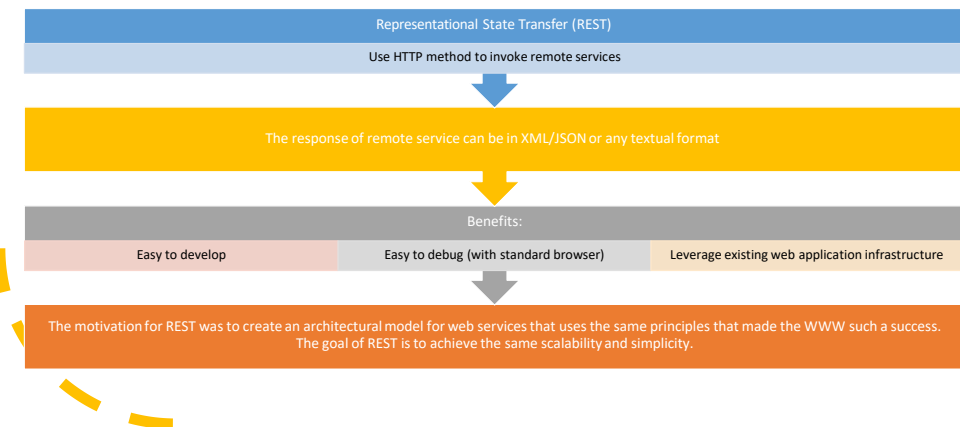 Representational State Transfer (REST)
Use HTTP method to invoke remote services
The response of remote service can be in XML/JSON or any textual format
Benefits:
Easy to develop
Easy to debug (with standard browser)
Leverage existing web application infrastructure
The motivation for REST was to create an architectural model for web services that uses the same principles that made the WWW such a success.
The goal of REST is to achieve the same scalability and simplicity.